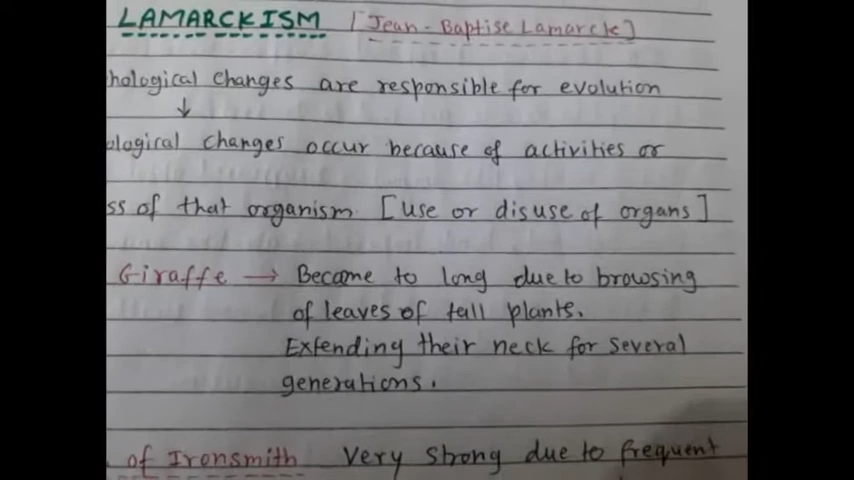 LAMARCKISM [Jean-Baptise Lamarck]
hological changes are responsible for evolution
↓
ological changes occur because of activities or
ss of that organism. [use or disuse of organs]
Giraffe → Became to long due to browsing
of leaves of tall plants.
Extending their neck for several
generations.
of Ironsmith Very strong due to frequent